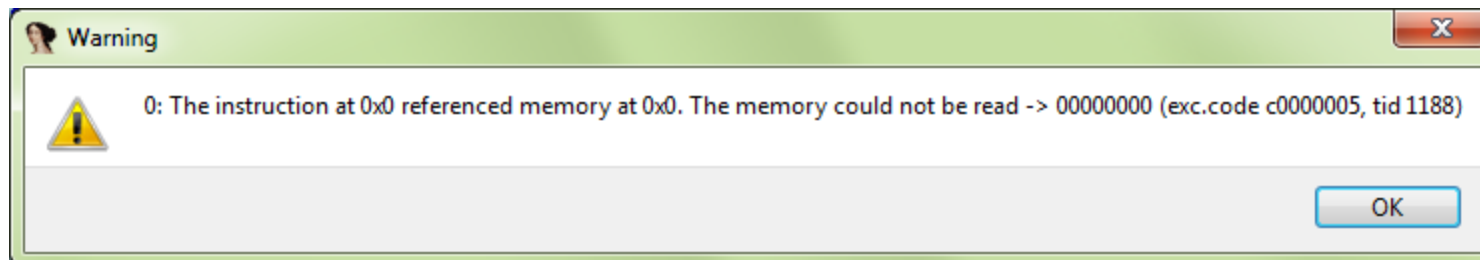 Warning
0: The instruction at 0x0 referenced memory at 0x0. The memory could not be read -> 00000000 (exc.code c0000005, tid 1188)
OK